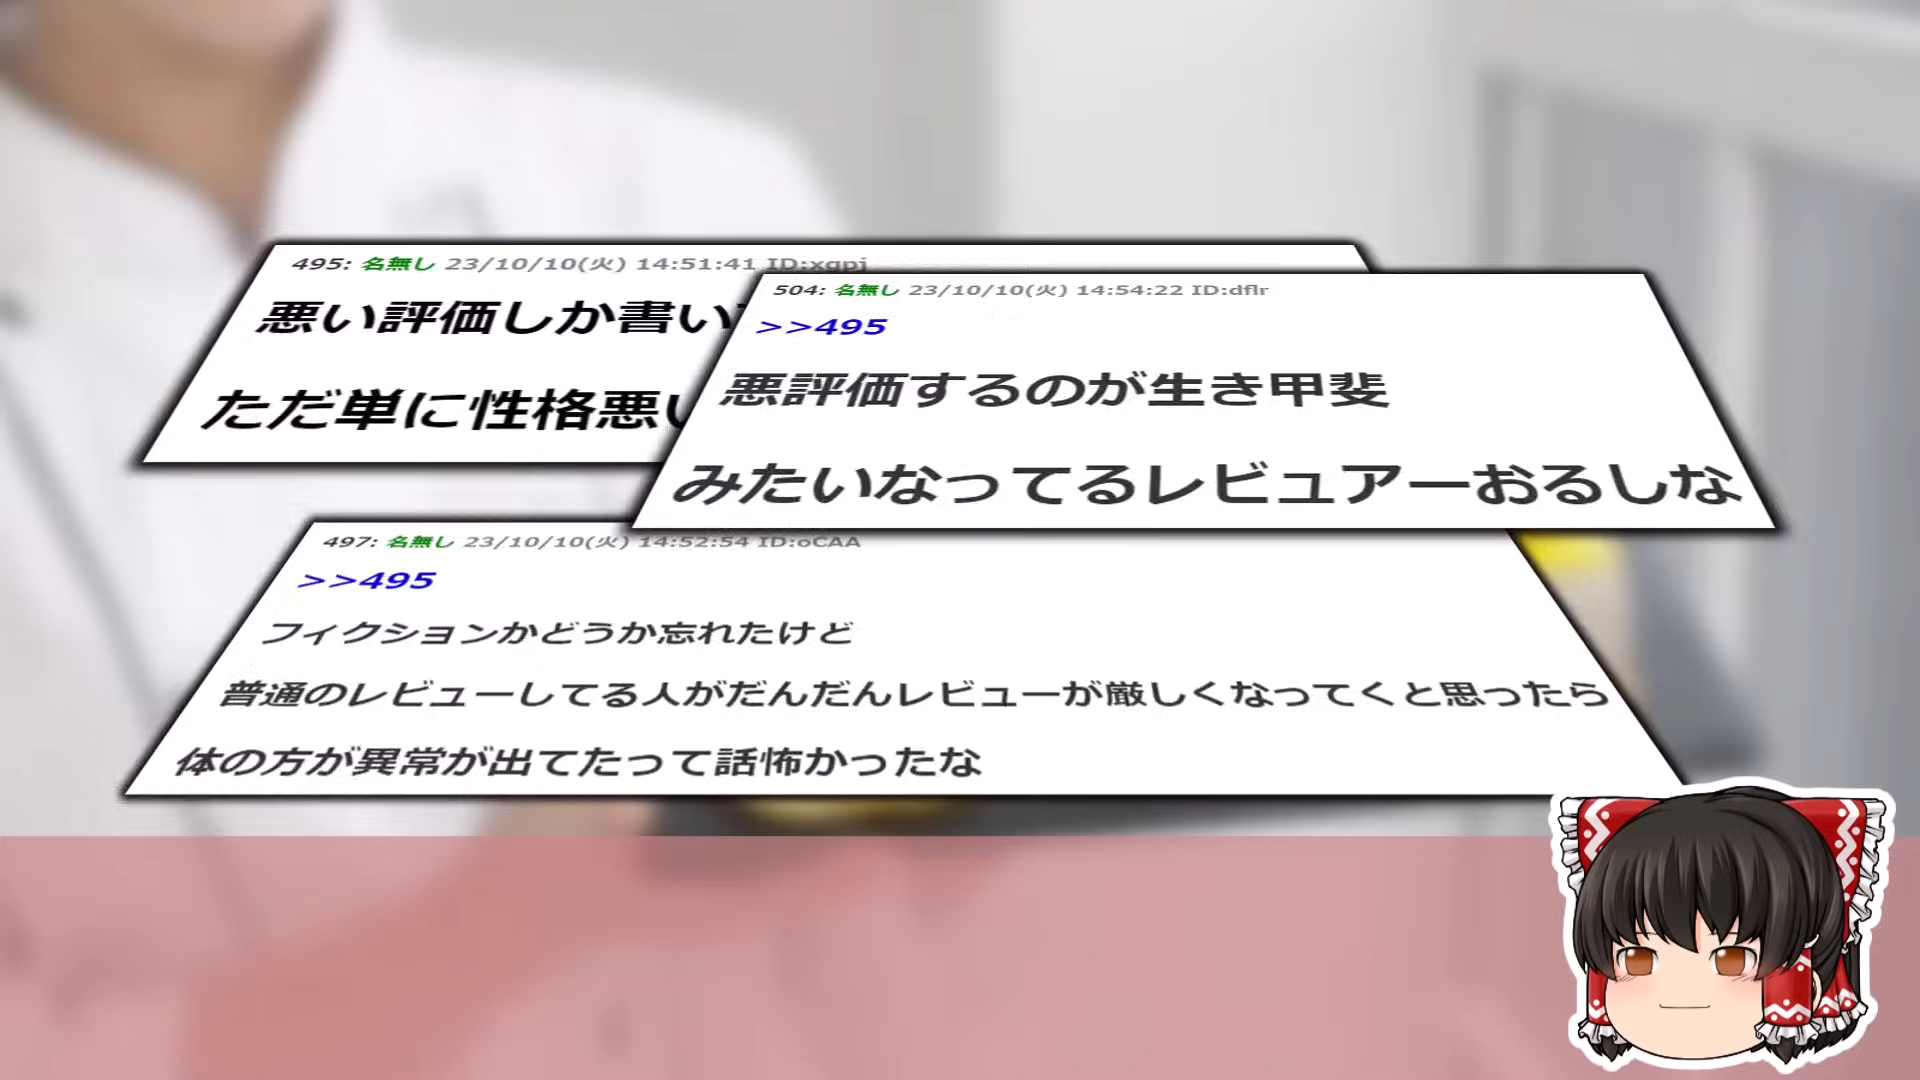 495: 名無し 23/10/10(火) 14:51:41 ID:xgpj
悪い評価しか書い
ただ単に性格悪い
504: 名無し 23/10/10(火) 14:54:22 ID:dflr
>>495
悪評価するのが生き甲斐
みたいなってるレビュアーおるしな
497: 名無し 23/10/10(火) 14:52:54 ID:oCAA
>>495
フィクションかどうか忘れたけど
普通のレビューしてる人がだんだんレビューが厳しくなってくと思ったら
体の方が異常が出てたって話怖かったな